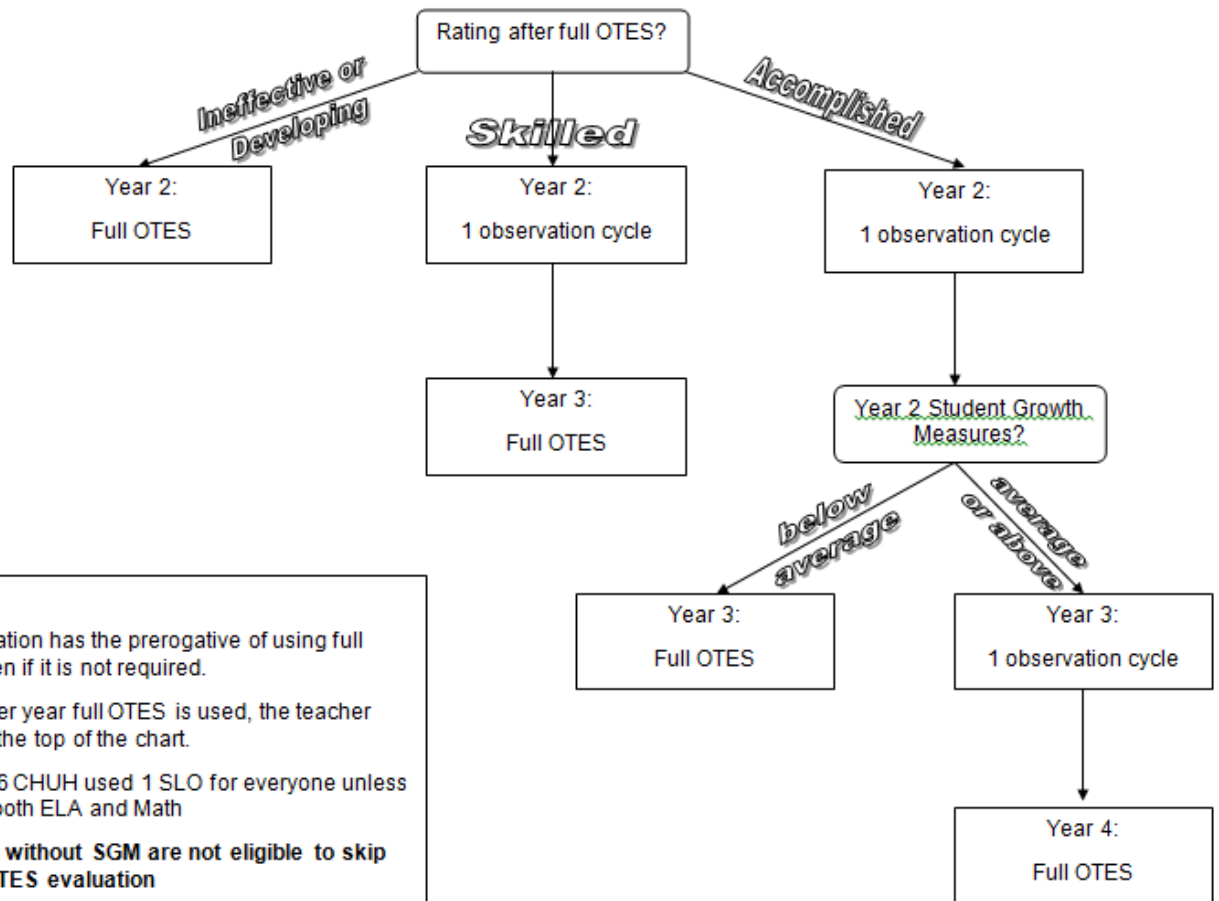 Rating after full OTES?
Ineffective or
Developing
Skilled
Accomplished
Year 2:
Full OTES
Year 2:
1 observation cycle
Year 2:
1 observation cycle
Year 3:
Full OTES
Year 2 Student Growth
Measures?
below
average
average
or above
Year 3:
Full OTES
Year 3:
1 observation cycle
Year 4:
Full OTES
ation has the prerogative of using full
en if it is not required.
er year full OTES is used, the teacher
the top of the chart.
6 CHUH used 1 SLO for everyone unless
both ELA and Math
without SGM are not eligible to skip
TES evaluation